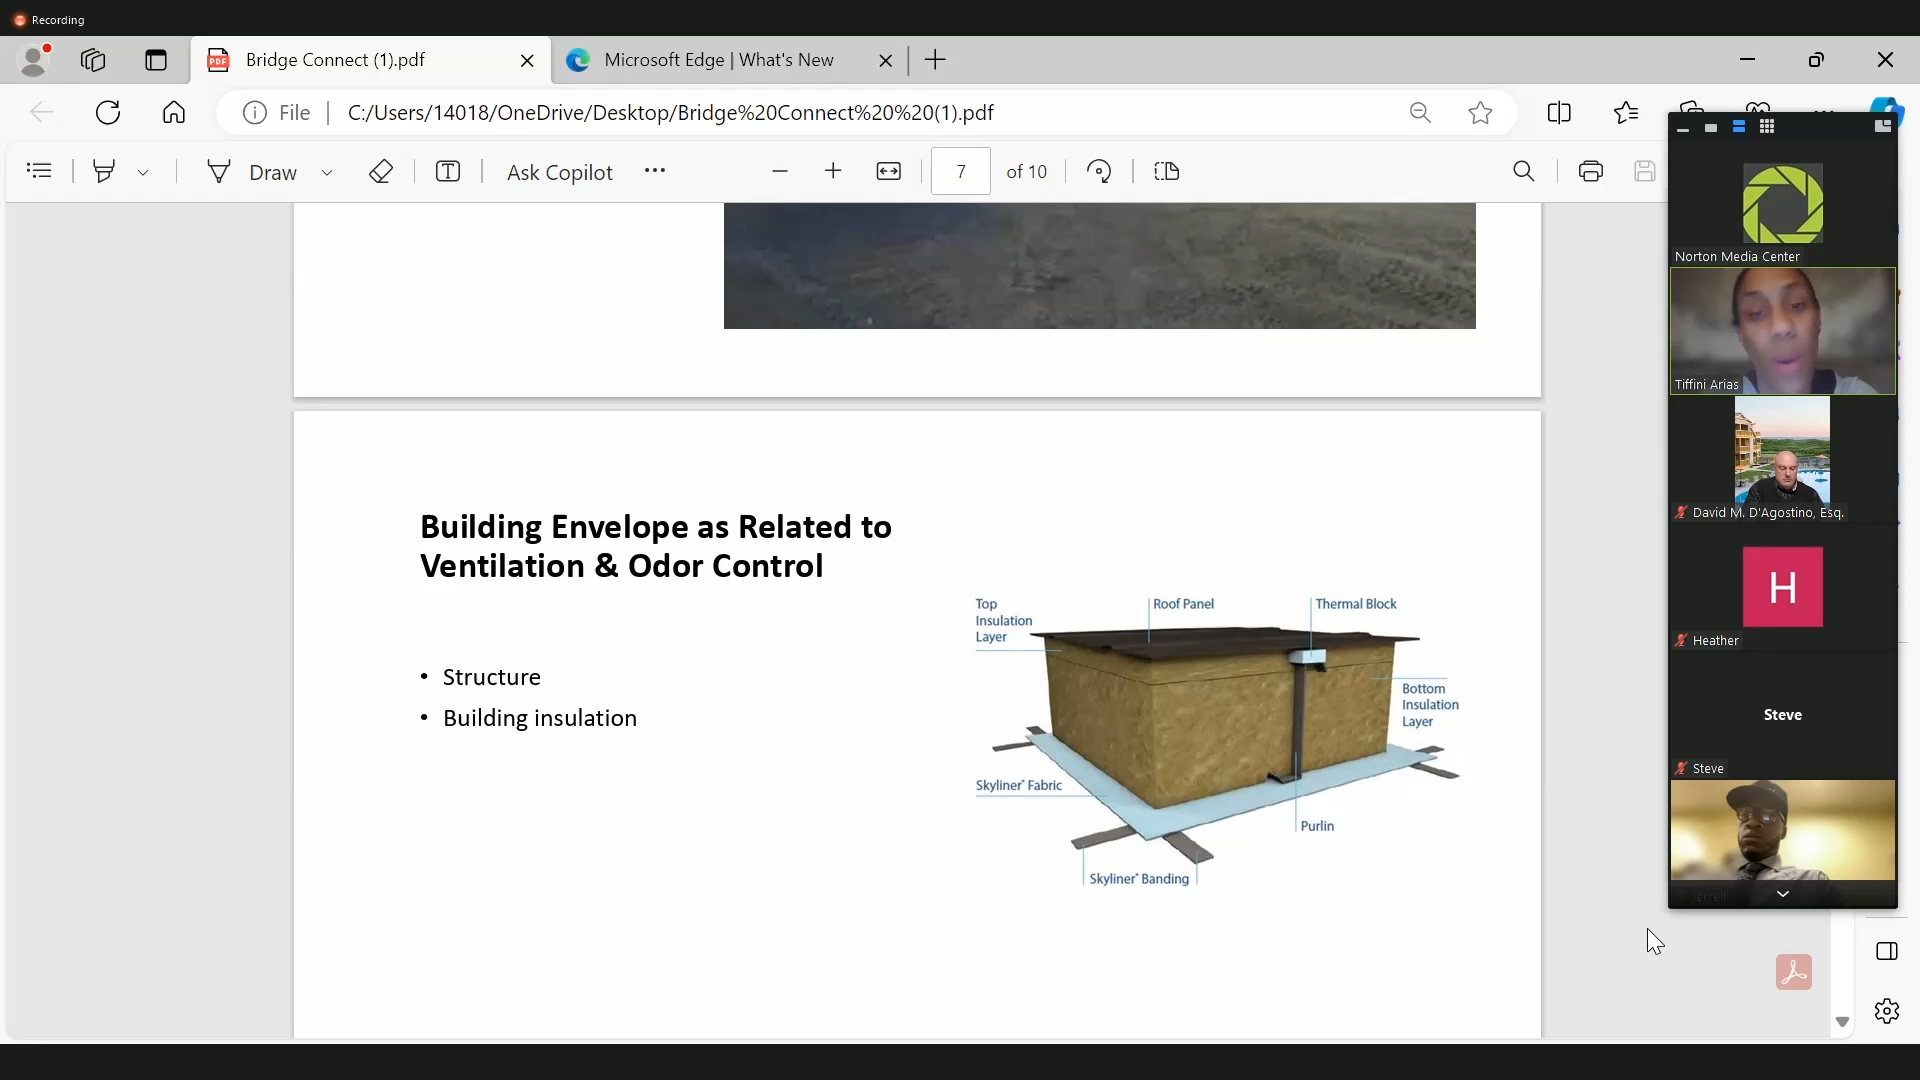 Recording
Bridge Connect (1).pdf
Microsoft Edge | What's New
File
C:/Users/14018/OneDrive/Desktop/Bridge%20Connect%20%20(1).pdf
Draw
Ask Copilot
7
of 10
Norton Media Center
Tiffini Arias
David M. D'Agostino, Esq.
H
Heather
Steve
Steve
Building Envelope as Related to
Ventilation & Odor Control
• Structure
• Building insulation
Top
Insulation
Layer
Roof Panel
Thermal Block
Bottom
Insulation
Layer
Skyliner* Fabric
Purlin
Skyliner* Banding
PDF